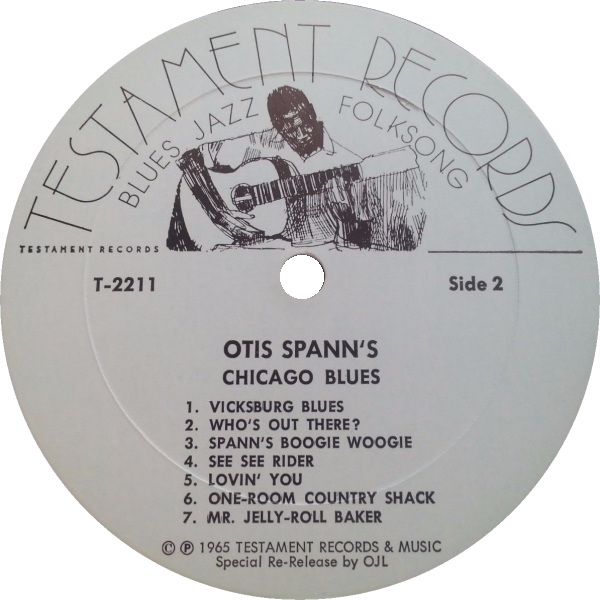 TESTAMENT RECORDS
BLUES JAZZ FOLKSONG
TESTAMENT RECORDS
T-2211 Side 2
OTIS SPANN'S
CHICAGO BLUES
1. VICKSBURG BLUES
2. WHO'S OUT THERE?
3. SPANN'S BOOGIE WOOGIE
4. SEE SEE RIDER
5. LOVIN' YOU
6. ONE-ROOM COUNTRY SHACK
7. MR. JELLY-ROLL BAKER
© ℗ 1965 TESTAMENT RECORDS & MUSIC
Special Re-Release by OJL